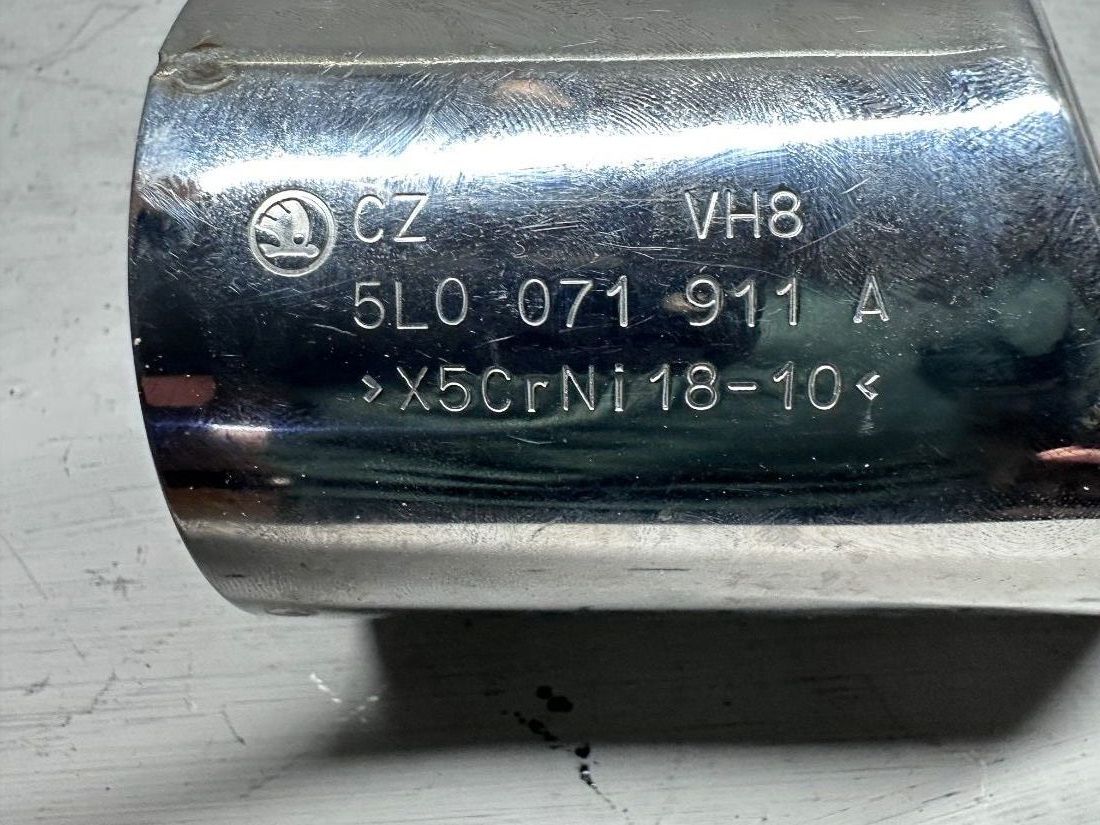 CZ VH8
5L0 071 911 A
>X5CrNi18-10<